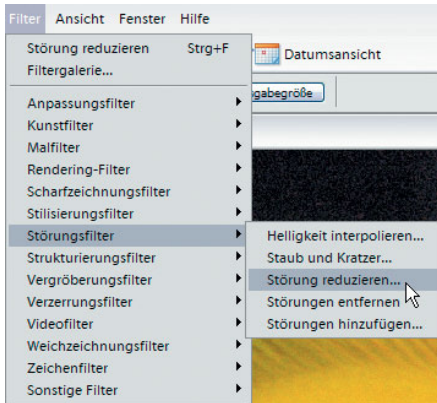 Filter Ansicht Fenster Hilfe
Störung reduzieren Strg+F
Filtergalerie...
Datumsansicht
gabegröße
Anpassungsfilter
Kunstfilter
Malfilter
Rendering-Filter
Scharfzeichnungsfilter
Stilisierungsfilter
Störungsfilter
Strukturierungsfilter
Vergröberungsfilter
Verzerrungsfilter
Videofilter
Weichzeichnungsfilter
Zeichenfilter
Sonstige Filter
Helligkeit interpolieren...
Staub und Kratzer...
Störung reduzieren...
Störungen entfernen
Störungen hinzufügen...